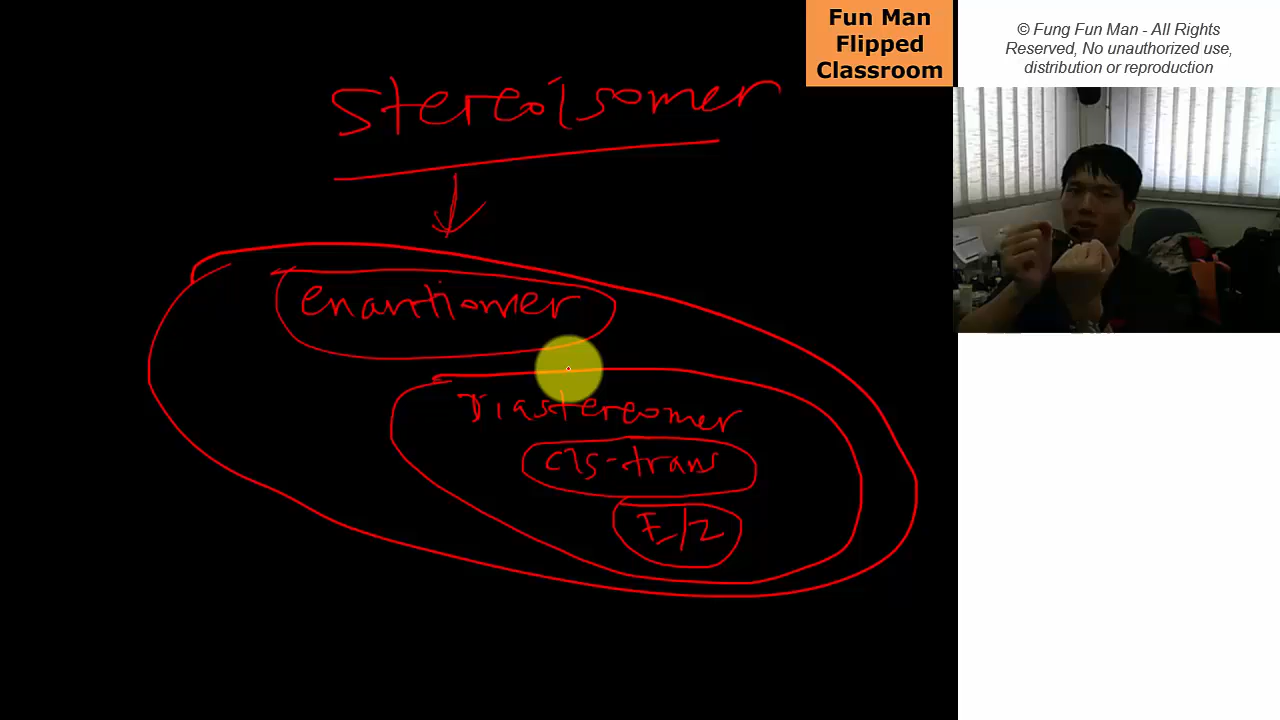 Fun Man
Flipped
Classroom
© Fung Fun Man - All Rights
Reserved, No unauthorized use,
distribution or reproduction
stereoisomer
enantiomer
Diastereomer
cis-trans
E/Z